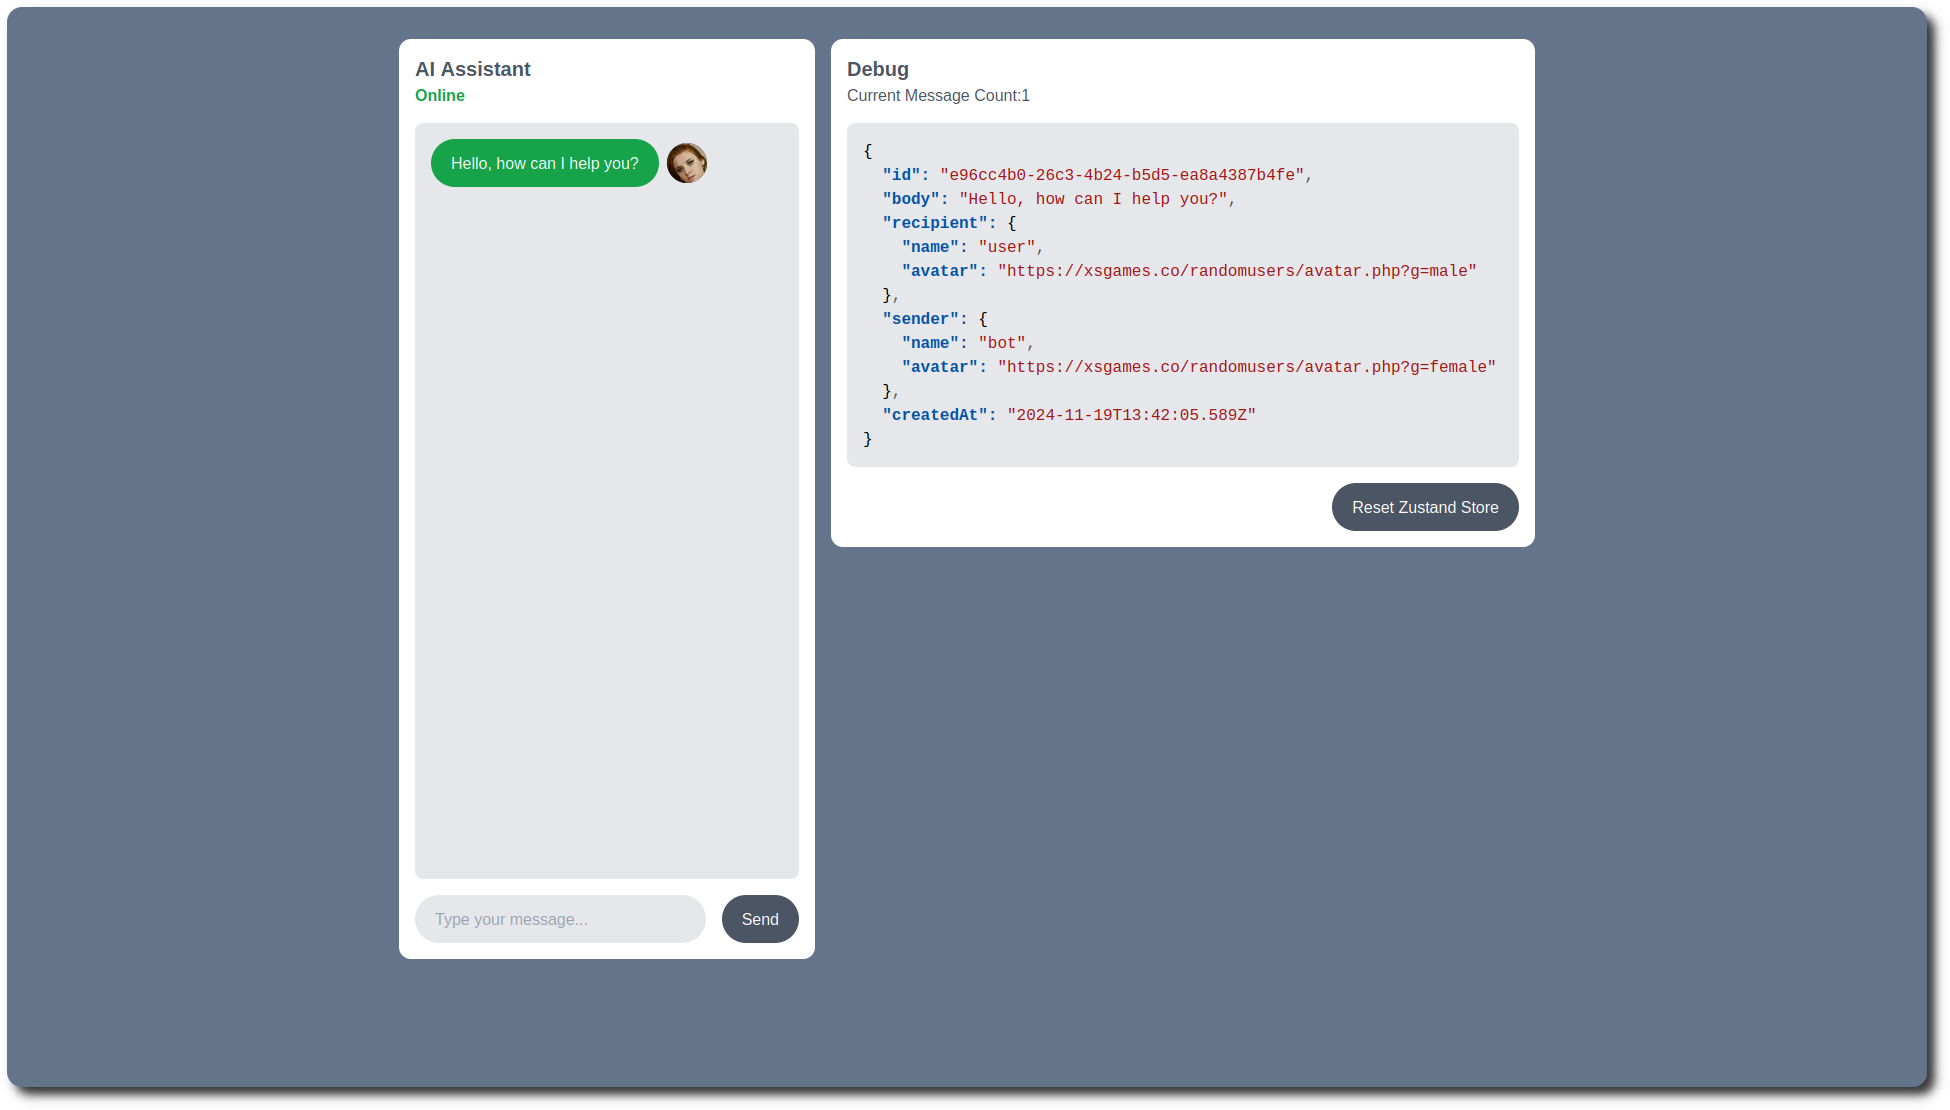 AI Assistant
Online
Hello, how can I help you?
Type your message...
Send
Debug
Current Message Count:1
{
  "id": "e96cc4b0-26c3-4b24-b5d5-ea8a4387b4fe",
  "body": "Hello, how can I help you?",
  "recipient": {
    "name": "user",
    "avatar": "https://xsgames.co/randomusers/avatar.php?g=male"
  },
  "sender": {
    "name": "bot",
    "avatar": "https://xsgames.co/randomusers/avatar.php?g=female"
  },
  "createdAt": "2024-11-19T13:42:05.589Z"
}
Reset Zustand Store